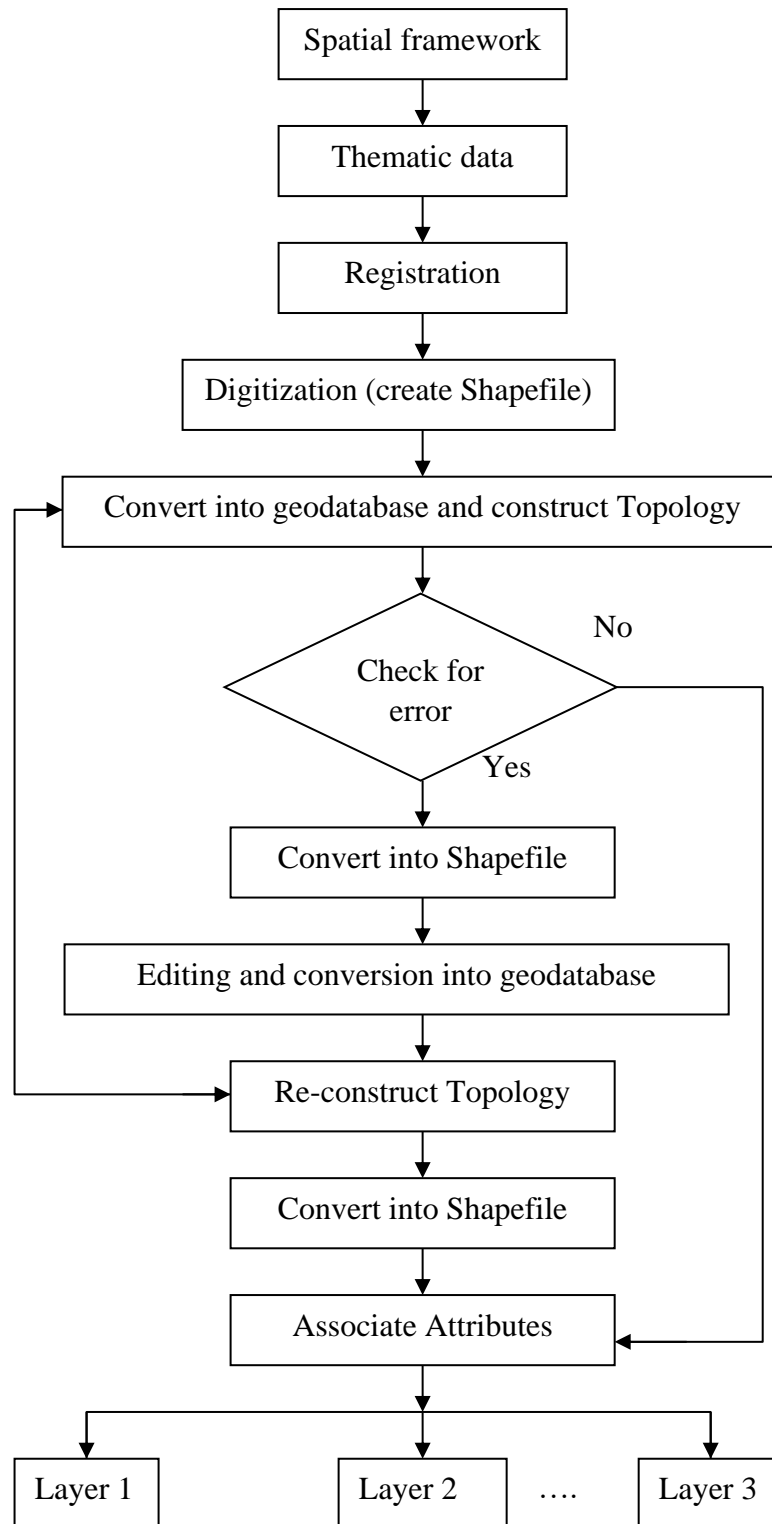 Spatial framework
Thematic data
Registration
Digitization (create Shapefile)
Convert into geodatabase and construct Topology
No
Check for
error
Yes
Convert into Shapefile
Editing and conversion into geodatabase
Re-construct Topology
Convert into Shapefile
Associate Attributes
Layer 1 Layer 2 …. Layer 3